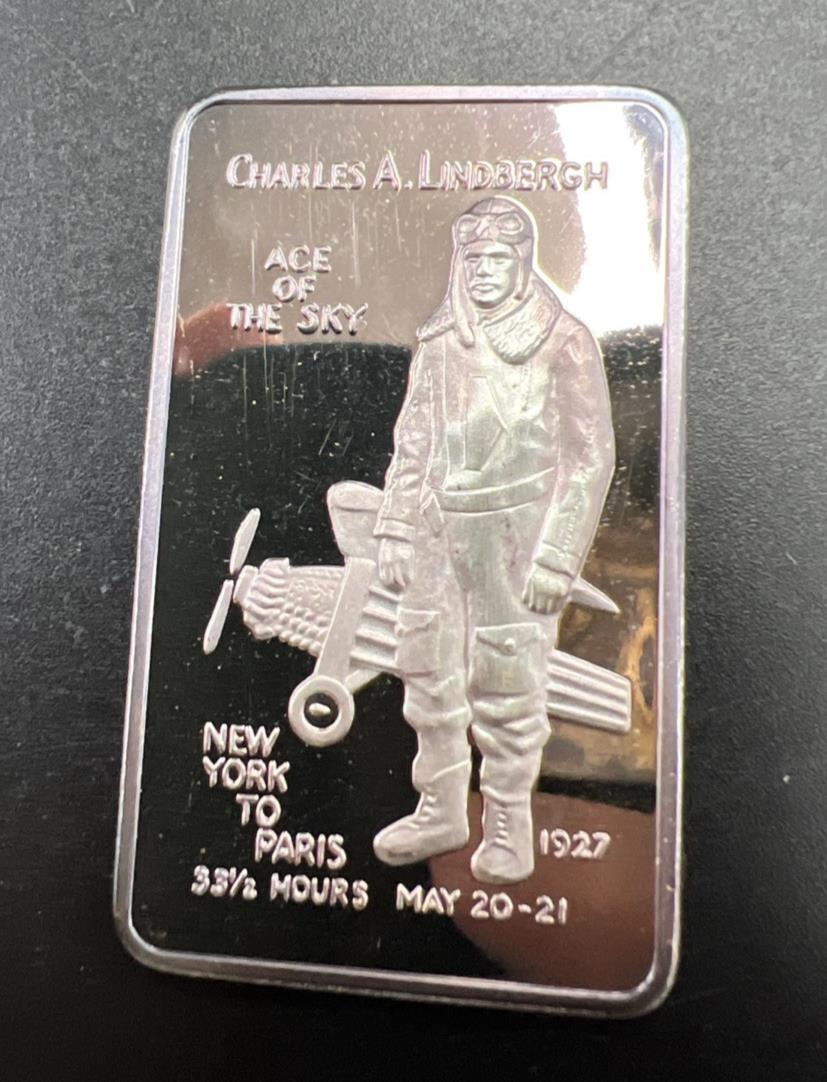 CHARLES A. LINDBERGH
ACE
OF
THE SKY
NEW
YORK
TO
PARIS
1927
33½ HOURS MAY 20-21